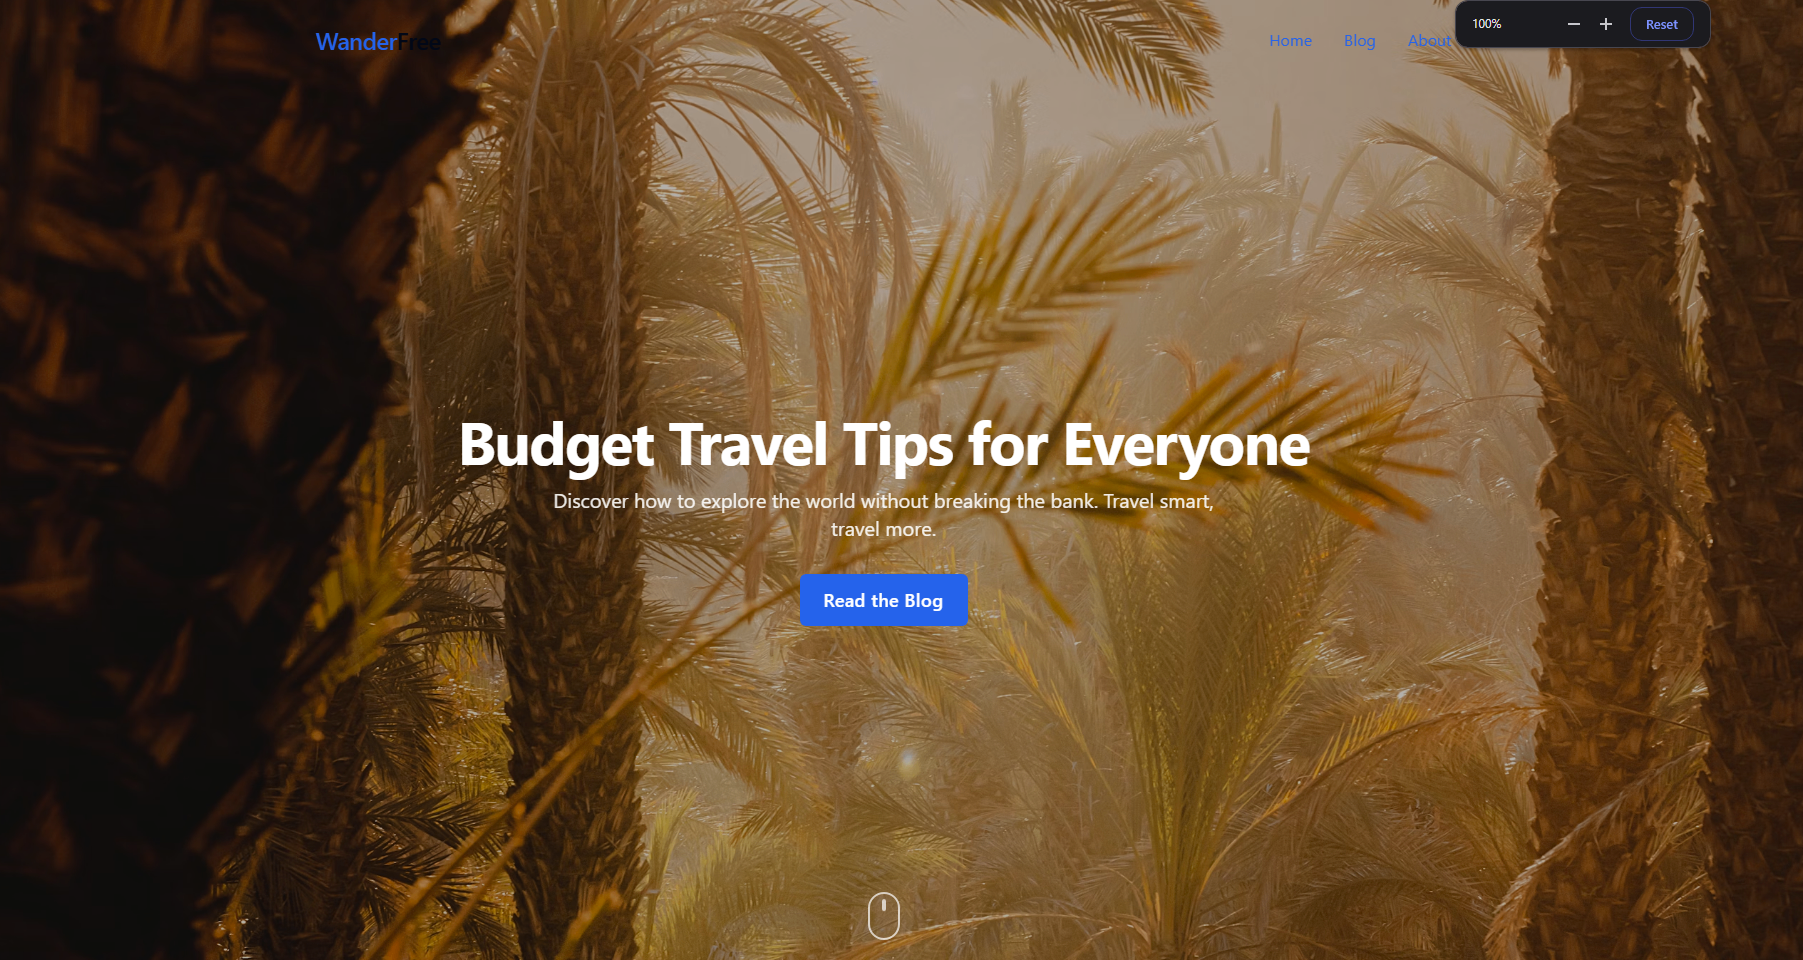 WanderFree
Home Blog About
100% Reset
Budget Travel Tips for Everyone
Discover how to explore the world without breaking the bank. Travel smart,
travel more.
Read the Blog